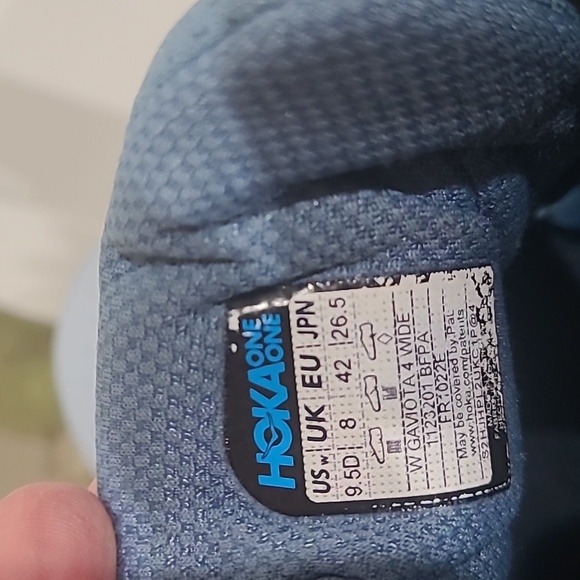 HOKA ONE ONE
USW UK EU JPN
9.5D 8 42 26.5
W GAVIOTA 4 WIDE
1123201 BFPA
FR1022E
May be covered by Pat.
www.hoka.com/patents